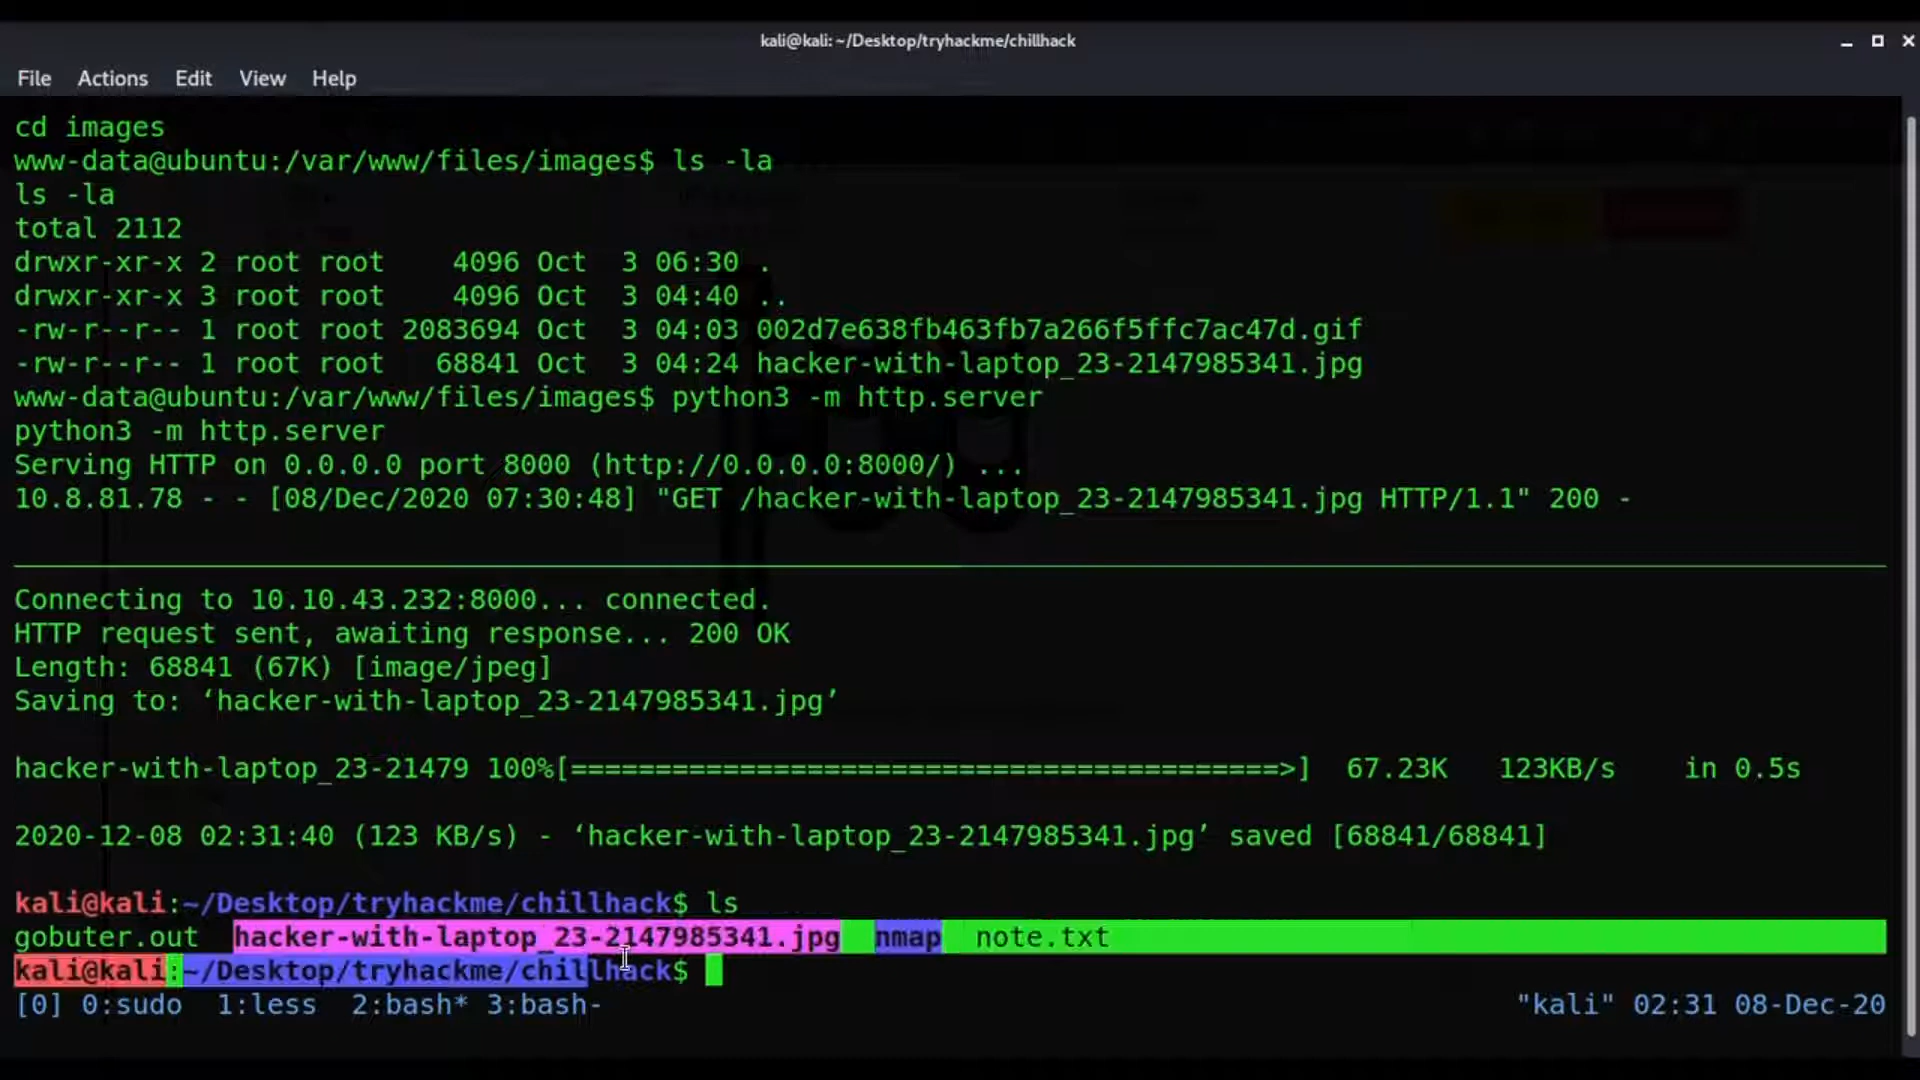 kali@kali: ~/Desktop/tryhackme/chillhack
File Actions Edit View Help
cd images
www-data@ubuntu:/var/www/files/images$ ls -la
ls -la
total 2112
drwxr-xr-x 2 root root    4096 Oct  3 06:30 .
drwxr-xr-x 3 root root    4096 Oct  3 04:40 ..
-rw-r--r-- 1 root root 2083694 Oct  3 04:03 002d7e638fb463fb7a266f5ffc7ac47d.gif
-rw-r--r-- 1 root root   68841 Oct  3 04:24 hacker-with-laptop_23-2147985341.jpg
www-data@ubuntu:/var/www/files/images$ python3 -m http.server
python3 -m http.server
Serving HTTP on 0.0.0.0 port 8000 (http://0.0.0.0:8000/) ...
10.8.81.78 - - [08/Dec/2020 07:30:48] "GET /hacker-with-laptop_23-2147985341.jpg HTTP/1.1" 200 -
Connecting to 10.10.43.232:8000... connected.
HTTP request sent, awaiting response... 200 OK
Length: 68841 (67K) [image/jpeg]
Saving to: ‘hacker-with-laptop_23-2147985341.jpg’
hacker-with-laptop_23-21479 100%[==========================================>]  67.23K   123KB/s    in 0.5s
2020-12-08 02:31:40 (123 KB/s) - ‘hacker-with-laptop_23-2147985341.jpg’ saved [68841/68841]
kali@kali:~/Desktop/tryhackme/chillhack$ ls
gobuter.out  hacker-with-laptop_23-2147985341.jpg  nmap  note.txt
kali@kali:~/Desktop/tryhackme/chillhack$
[0] 0:sudo  1:less  2:bash* 3:bash- "kali" 02:31 08-Dec-20